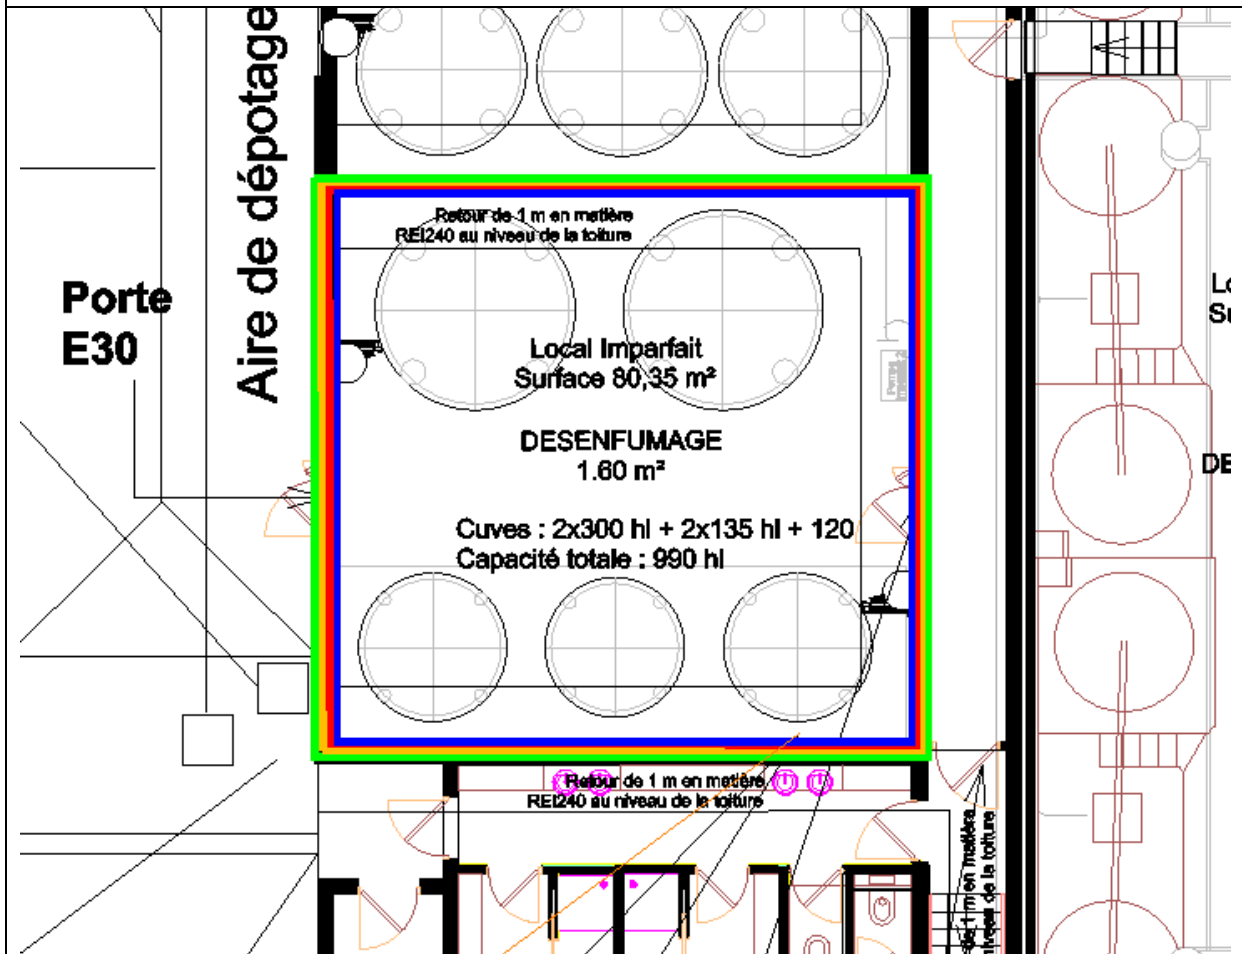 Aire de dépotage
Retour de 1 m en matière
REI240 au niveau de la toiture
Porte
E30
Local Imparfait
Surface 80,35 m²
DESENFUMAGE
1.60 m²
Cuves : 2x300 hl + 2x135 hl + 120
Capacité totale : 990 hl
Retour de 1 m en matière
REI240 au niveau de la toiture
de 1 m en matière
niveau de la toiture
Lo
Su
DE